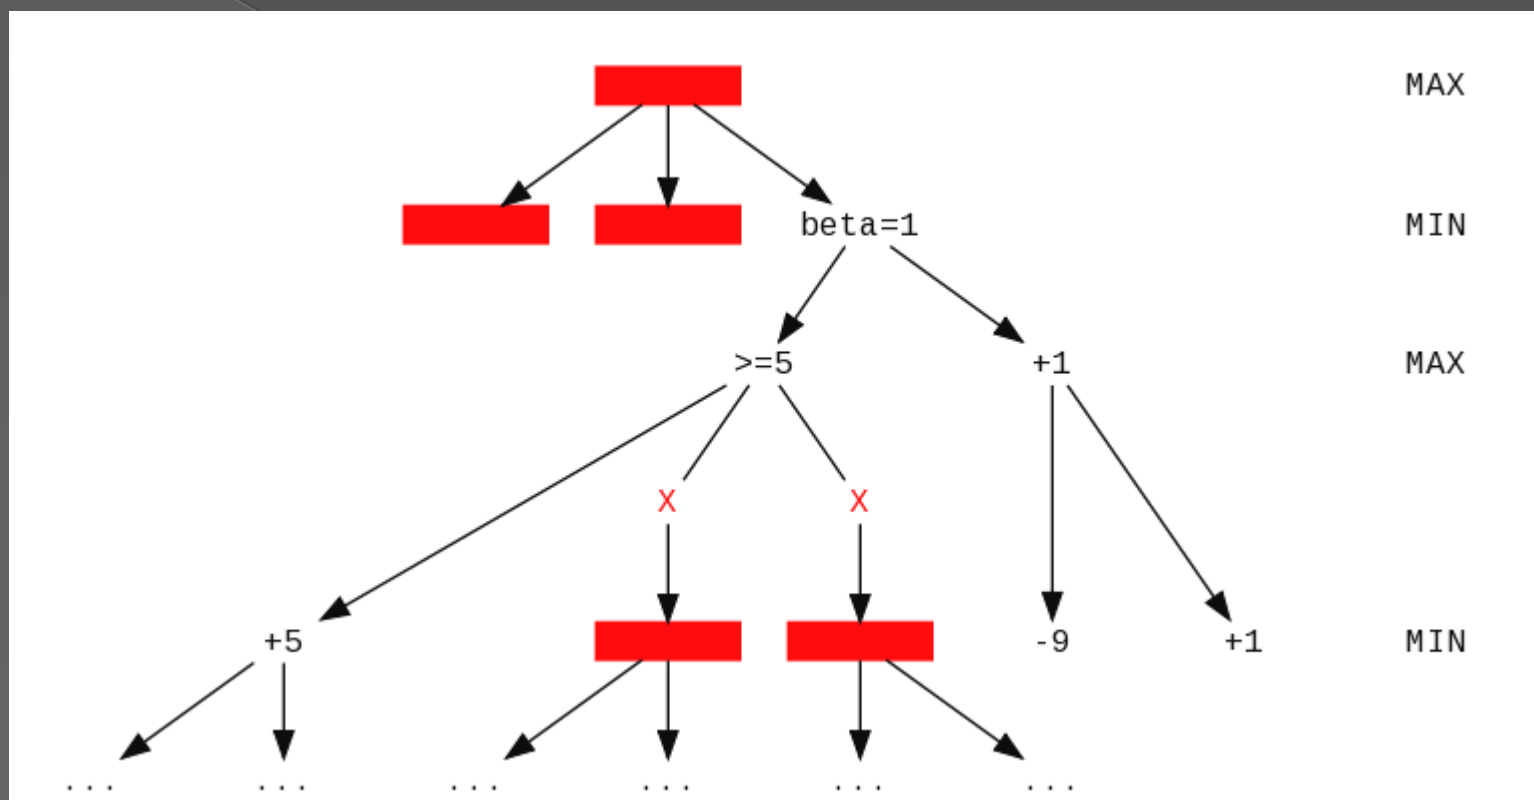 MAX
beta=1 MIN
>=5 +1 MAX
X X
+5 -9 +1 MIN
... ... ... ... ... ...